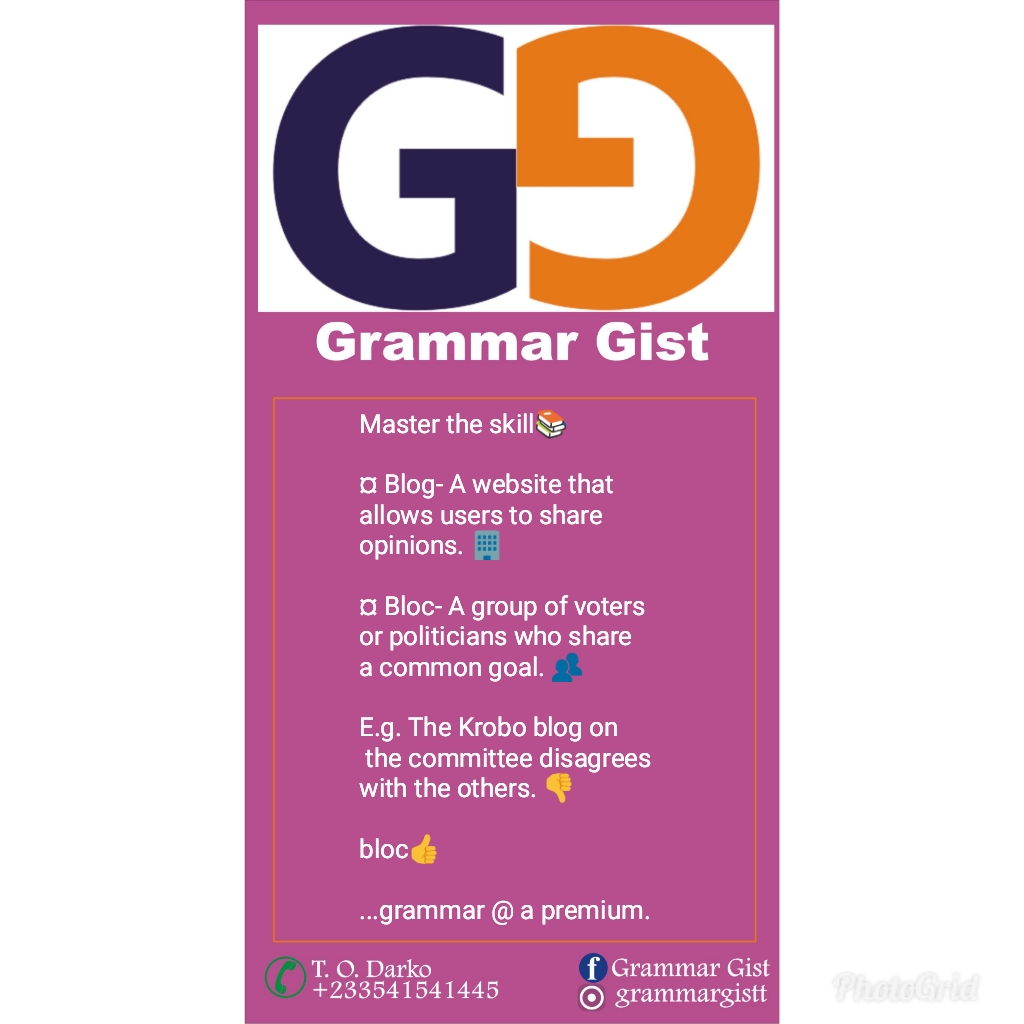 GG
Grammar Gist
Master the skill📚
¤ Blog- A website that
allows users to share
opinions. 🏢
¤ Bloc- A group of voters
or politicians who share
a common goal. 👥
E.g. The Krobo blog on
the committee disagrees
with the others. 👎
bloc👍
...grammar @ a premium.
T. O. Darko
+233541541445
f Grammar Gist
grammargistt
PhotoGrid